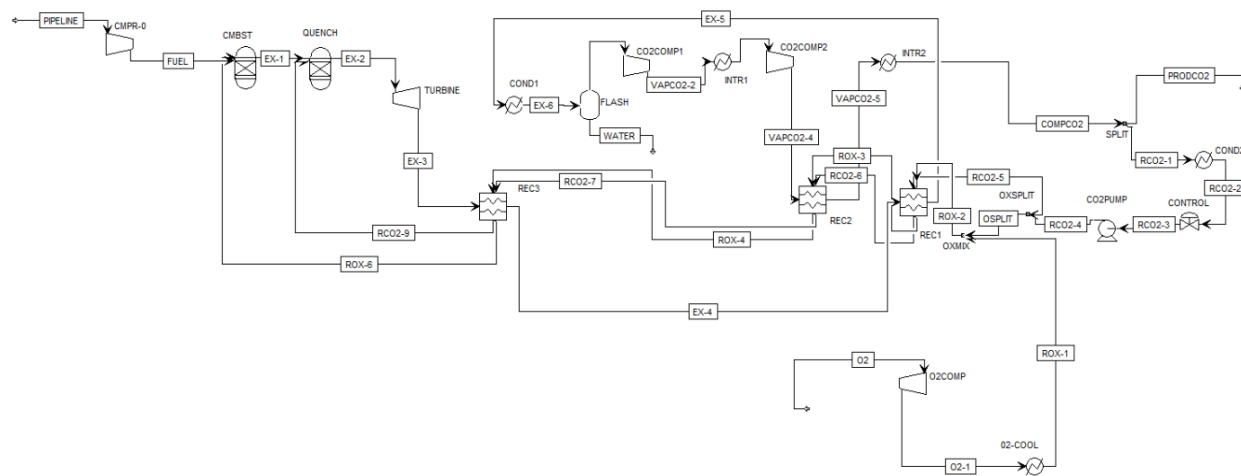 PIPELINE
CMPR-0
FUEL
CMBST
EX-1
QUENCH
EX-2
TURBINE
EX-3
EX-5
COND1
EX-6
FLASH
WATER
CO2COMP1
VAPCO2-2
INTR1
CO2COMP2
VAPCO2-4
VAPCO2-5
INTR2
COMPCO2
SPLIT
PRODCO2
RCO2-1
COND2
RCO2-2
CONTROL
RCO2-3
CO2PUMP
RCO2-4
OXSPLIT
OSPLIT
RCO2-5
ROX-2
OXMIX
REC1
ROX-3
RCO2-6
REC2
RCO2-7
REC3
RCO2-9
ROX-4
ROX-6
EX-4
ROX-1
O2
O2COMP
O2-1
02-COOL